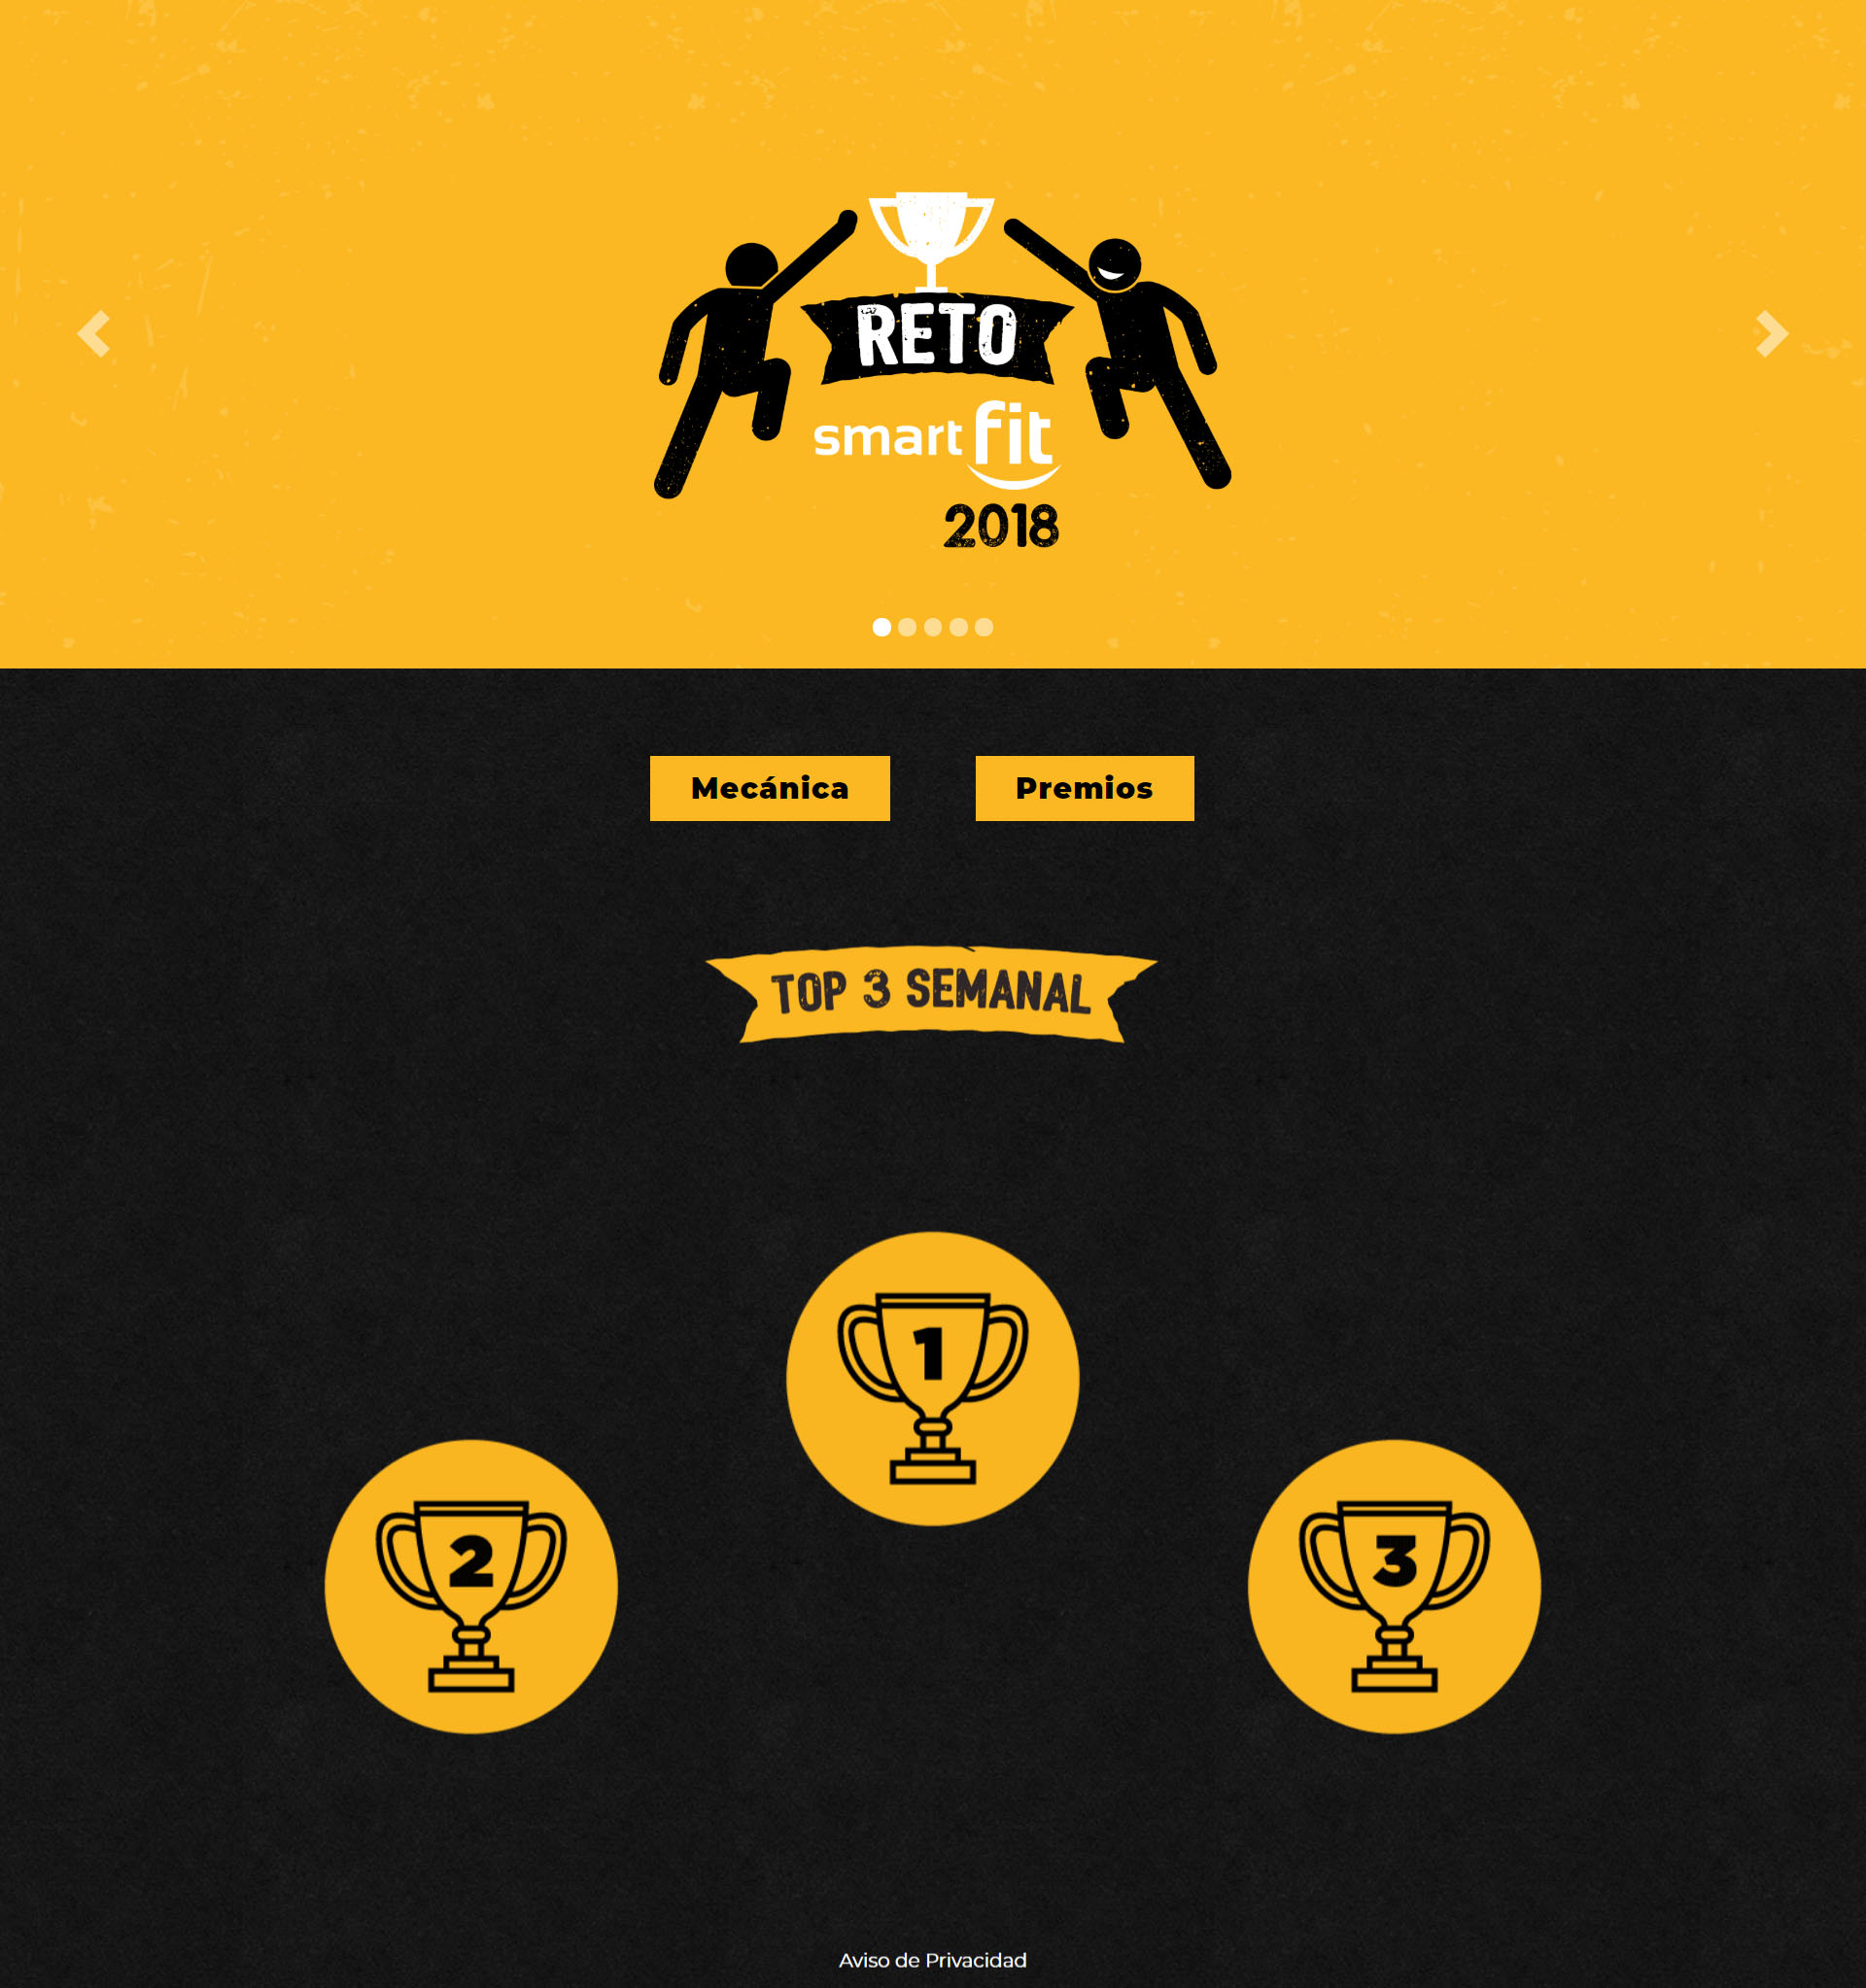 RETO
smart fit
2018
Mecánica
Premios
TOP 3 SEMANAL
1
2
3
Aviso de Privacidad